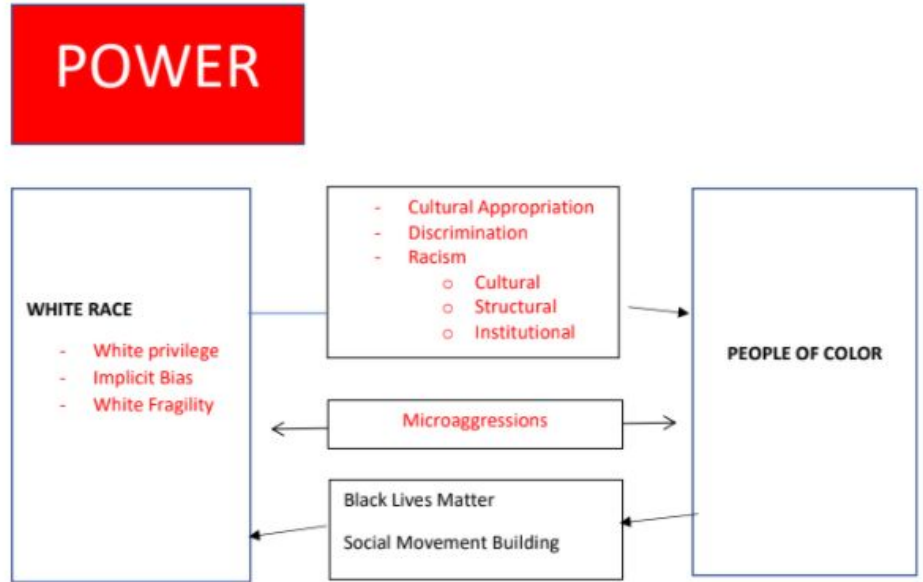 POWER
WHITE RACE
- White privilege
- Implicit Bias
- White Fragility
- Cultural Appropriation
- Discrimination
- Racism
o Cultural
o Structural
o Institutional
Microaggressions
Black Lives Matter
Social Movement Building
PEOPLE OF COLOR